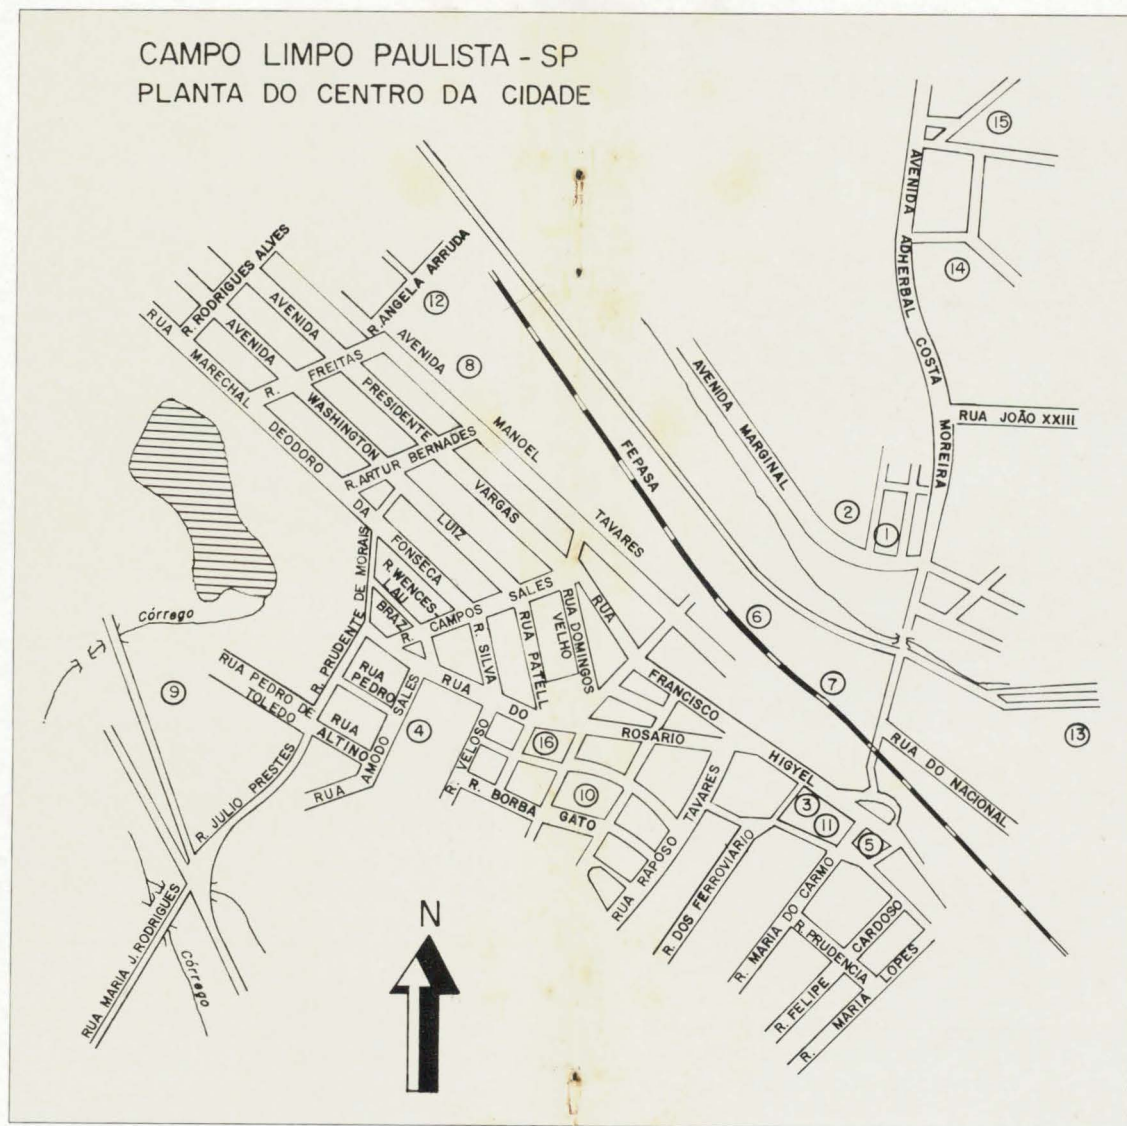 CAMPO LIMPO PAULISTA - SP
PLANTA DO CENTRO DA CIDADE
15
AVENIDA ADHERBAL COSTA MOREIRA
14
RUA JOÃO XXIII
R. RODRIGUES ALVES
R. ANGELA ARRUDA
12
RUA MARECHAL DEODORO DA FONSECA
AVENIDA WASHINGTON LUIZ
AVENIDA PRESIDENTE VARGAS
AVENIDA MANOEL TAVARES
8
R. FREITAS
R. ARTUR BERNADES
FEPASA
AVENIDA MARGINAL
2
1
6
7
13
R. PRUDENTE DE MORAIS
R. WENCES
LAU
BRAZ
R. CAMPOS SALES
R. SILVA
RUA PATELL
RUA DOMINGOS
VELHO
RUA FRANCISCO HIGYEL
Córrego
9
RUA PEDRO DE
TOLEDO
RUA
PEDRO
RUA
ALTINO
RUA AMODO SALES
4
RUA DO ROSARIO
R. VELOSO
16
R. BORBA GATO
10
R. JULIO PRESTES
RUA RAPOSO TAVARES
3
11
5
RUA DO NACIONAL
R. DOS FERROVIARIO
R. MARIA DO CARMO
R. PRUDENCIA
R. FELIPE CARDOSO
R. MARIA LOPES
RUA MARIA J. RODRIGUES
Córrego
N